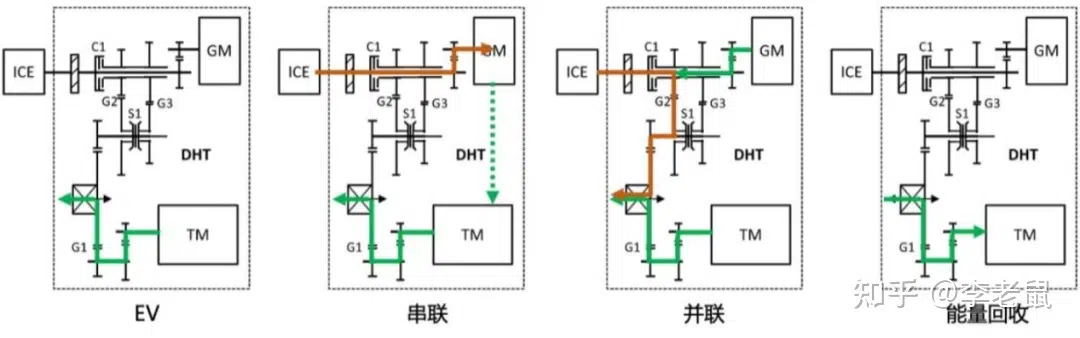 C1
GM
ICE
G2
G3
S1
DHT
G1
TM
EV
C1
GM
ICE
G2
G3
S1
DHT
G1
TM
串联
C1
GM
ICE
G2
G3
S1
DHT
G1
TM
并联
C1
GM
ICE
G2
G3
S1
DHT
G1
TM
能量回收
知乎 @李老鼠